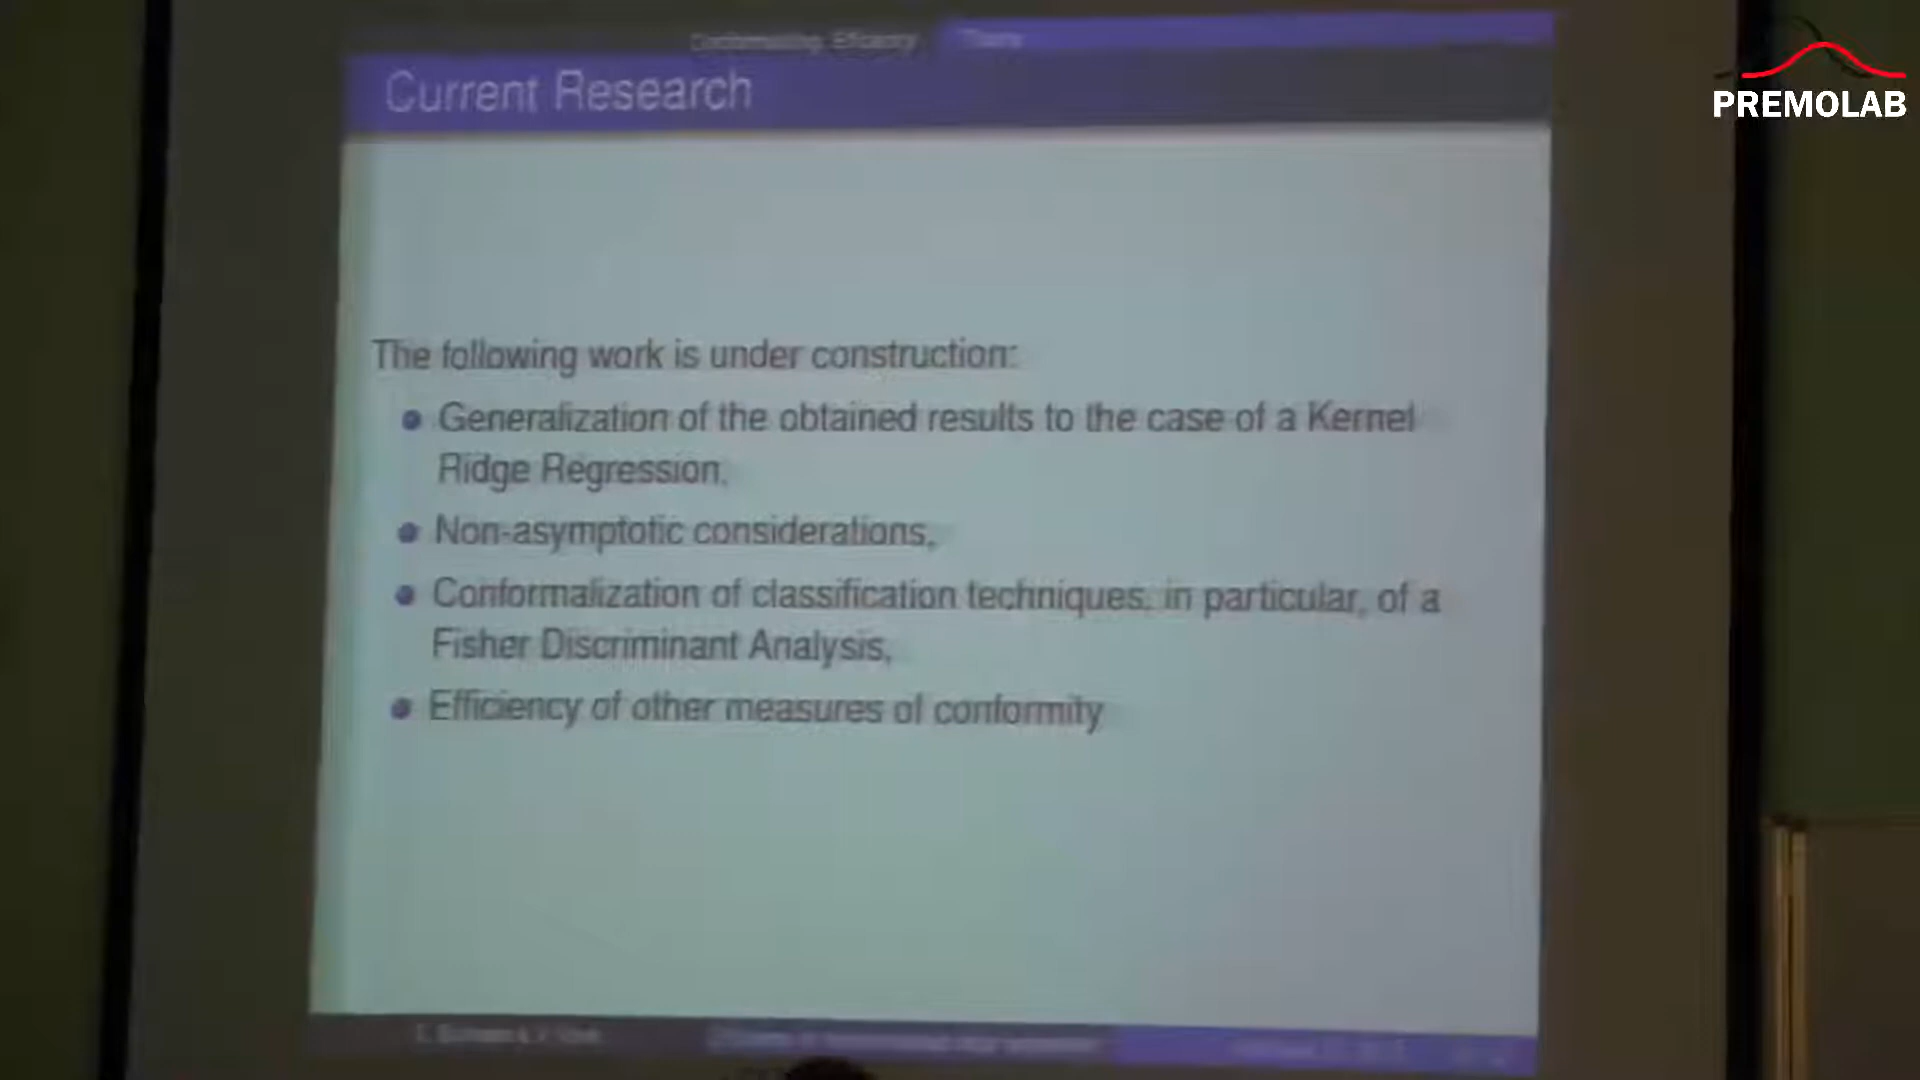 PREMOLAB
Current Research
The following work is under construction:
Generalization of the obtained results to the case of a Kernel
Ridge Regression,
Non-asymptotic considerations,
Conformalization of classification techniques, in particular, of a
Fisher Discriminant Analysis,
Efficiency of other measures of conformity